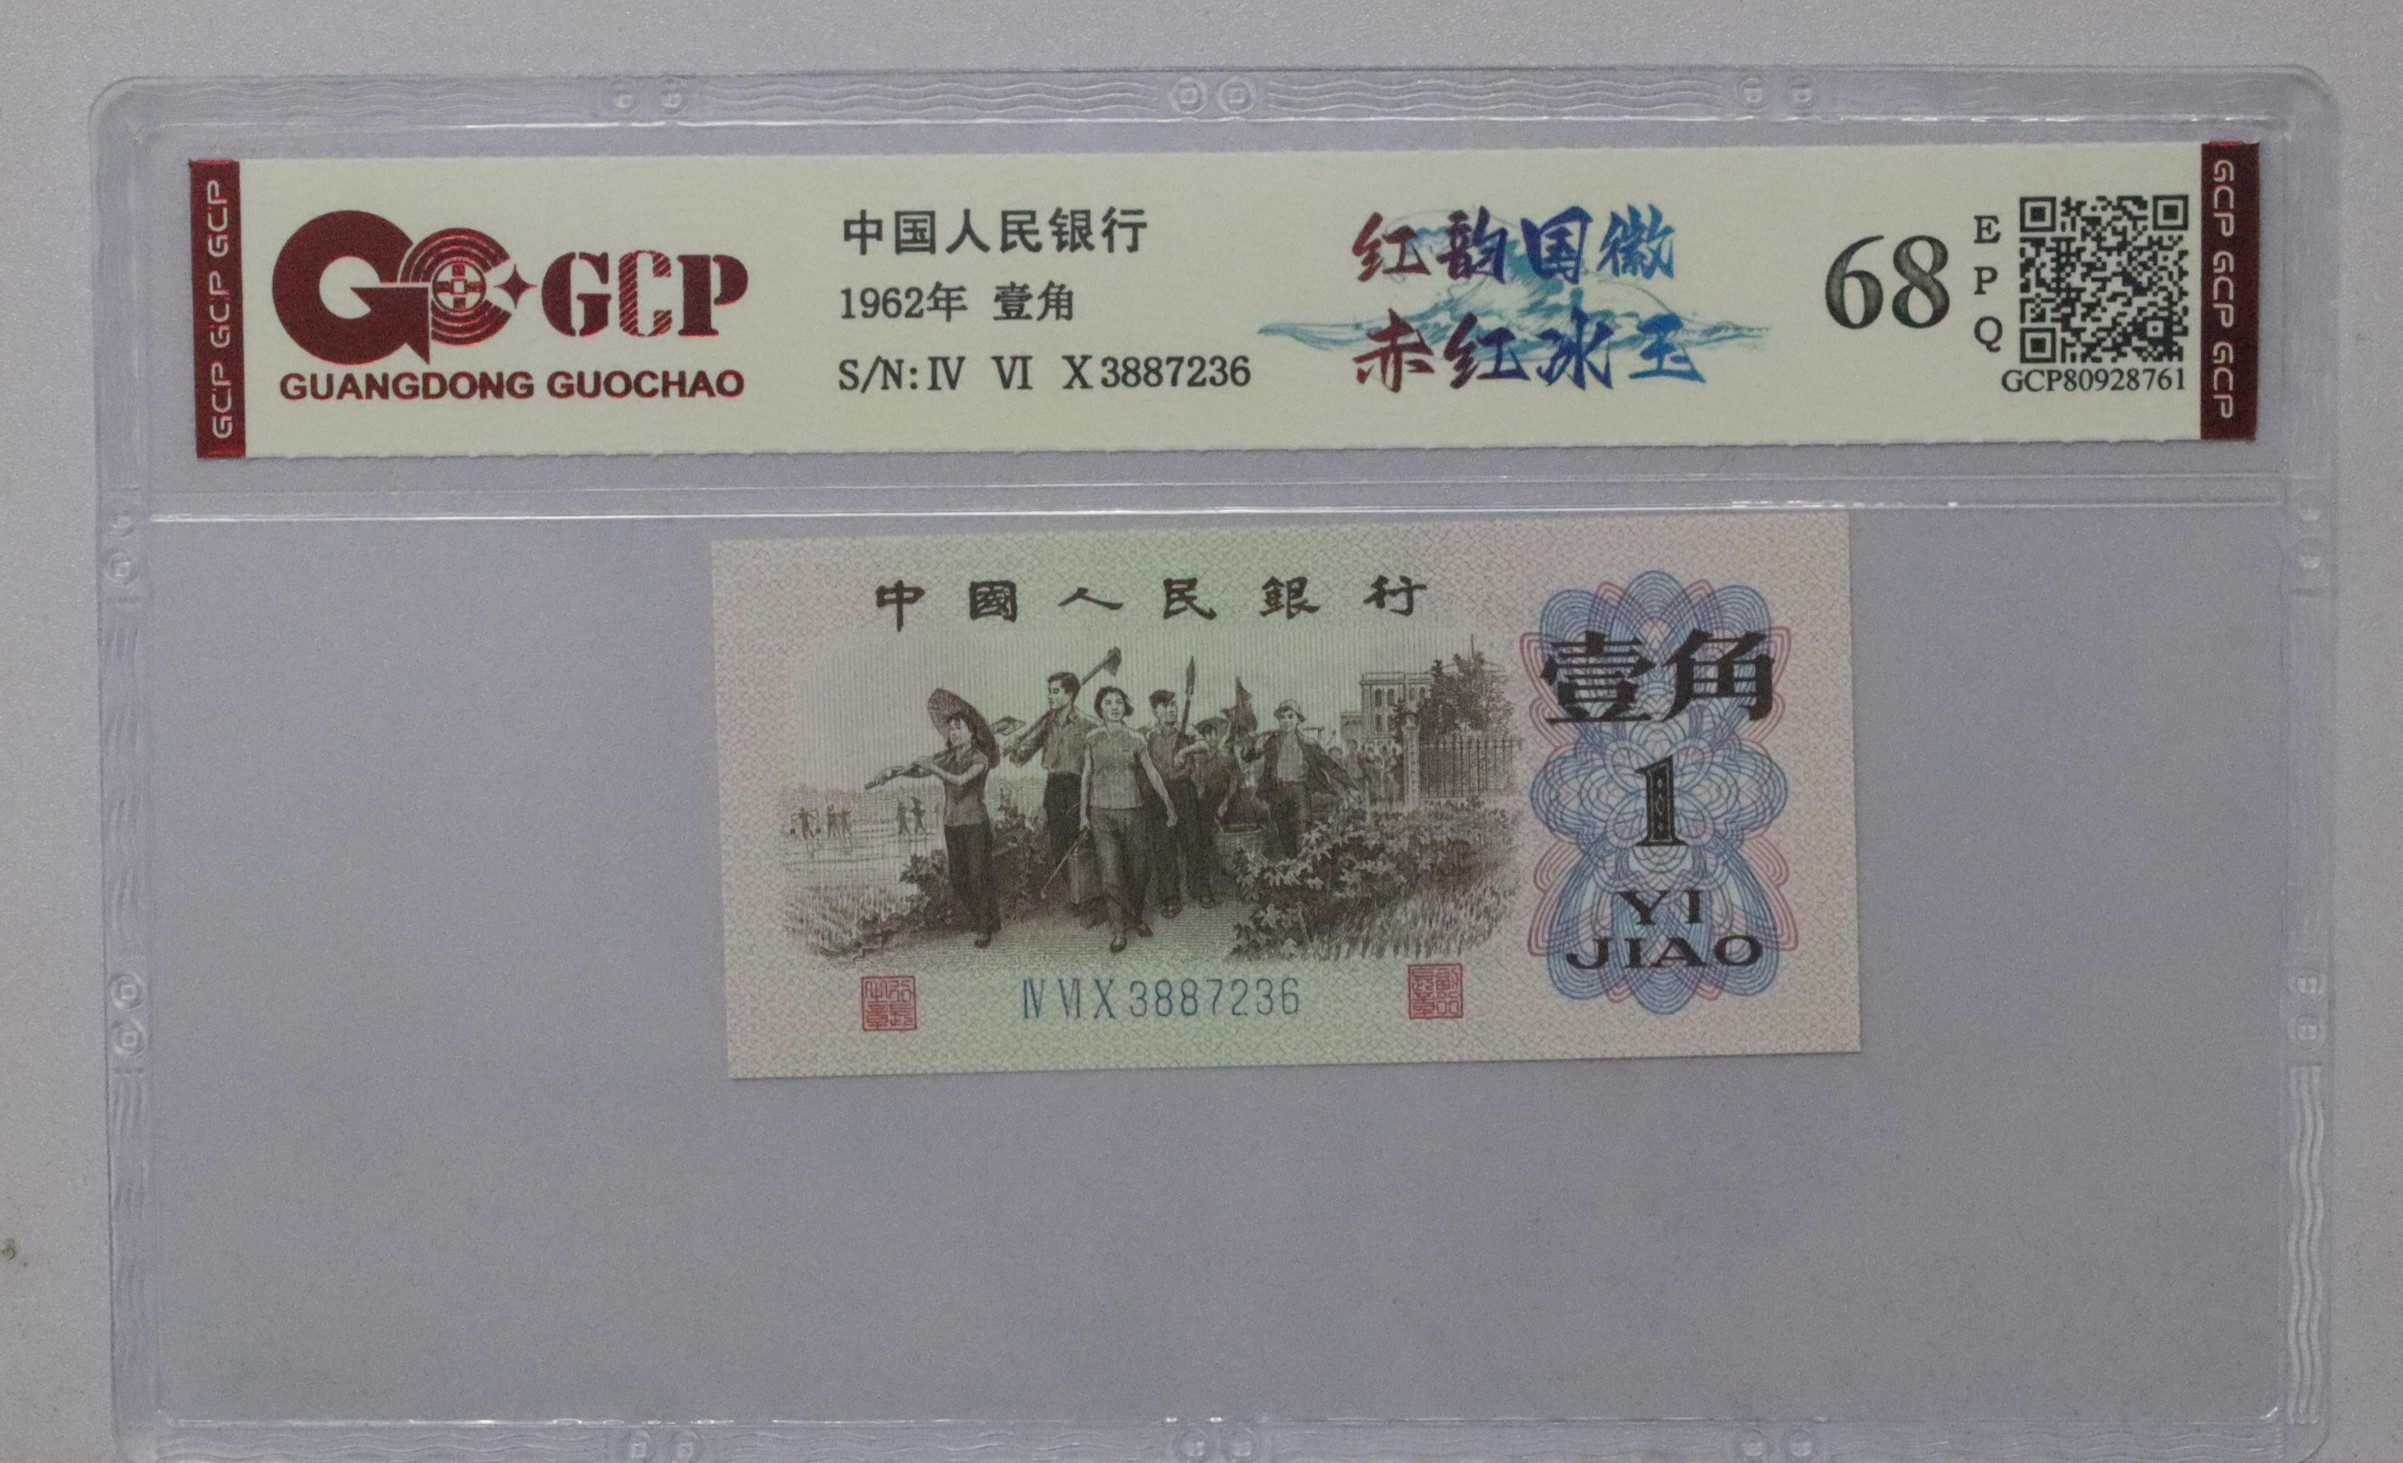 GCP GCP GCP
GCP
GUANGDONG GUOCHAO
中国人民银行
1962年 壹角
S/N: IV VI X 3887236
红韵国徽
赤红冰玉
68
EPQ
GCP80928761
GCP GCP GCP
中國人民銀行
壹角
1
YI
JIAO
IV VI X 3887236